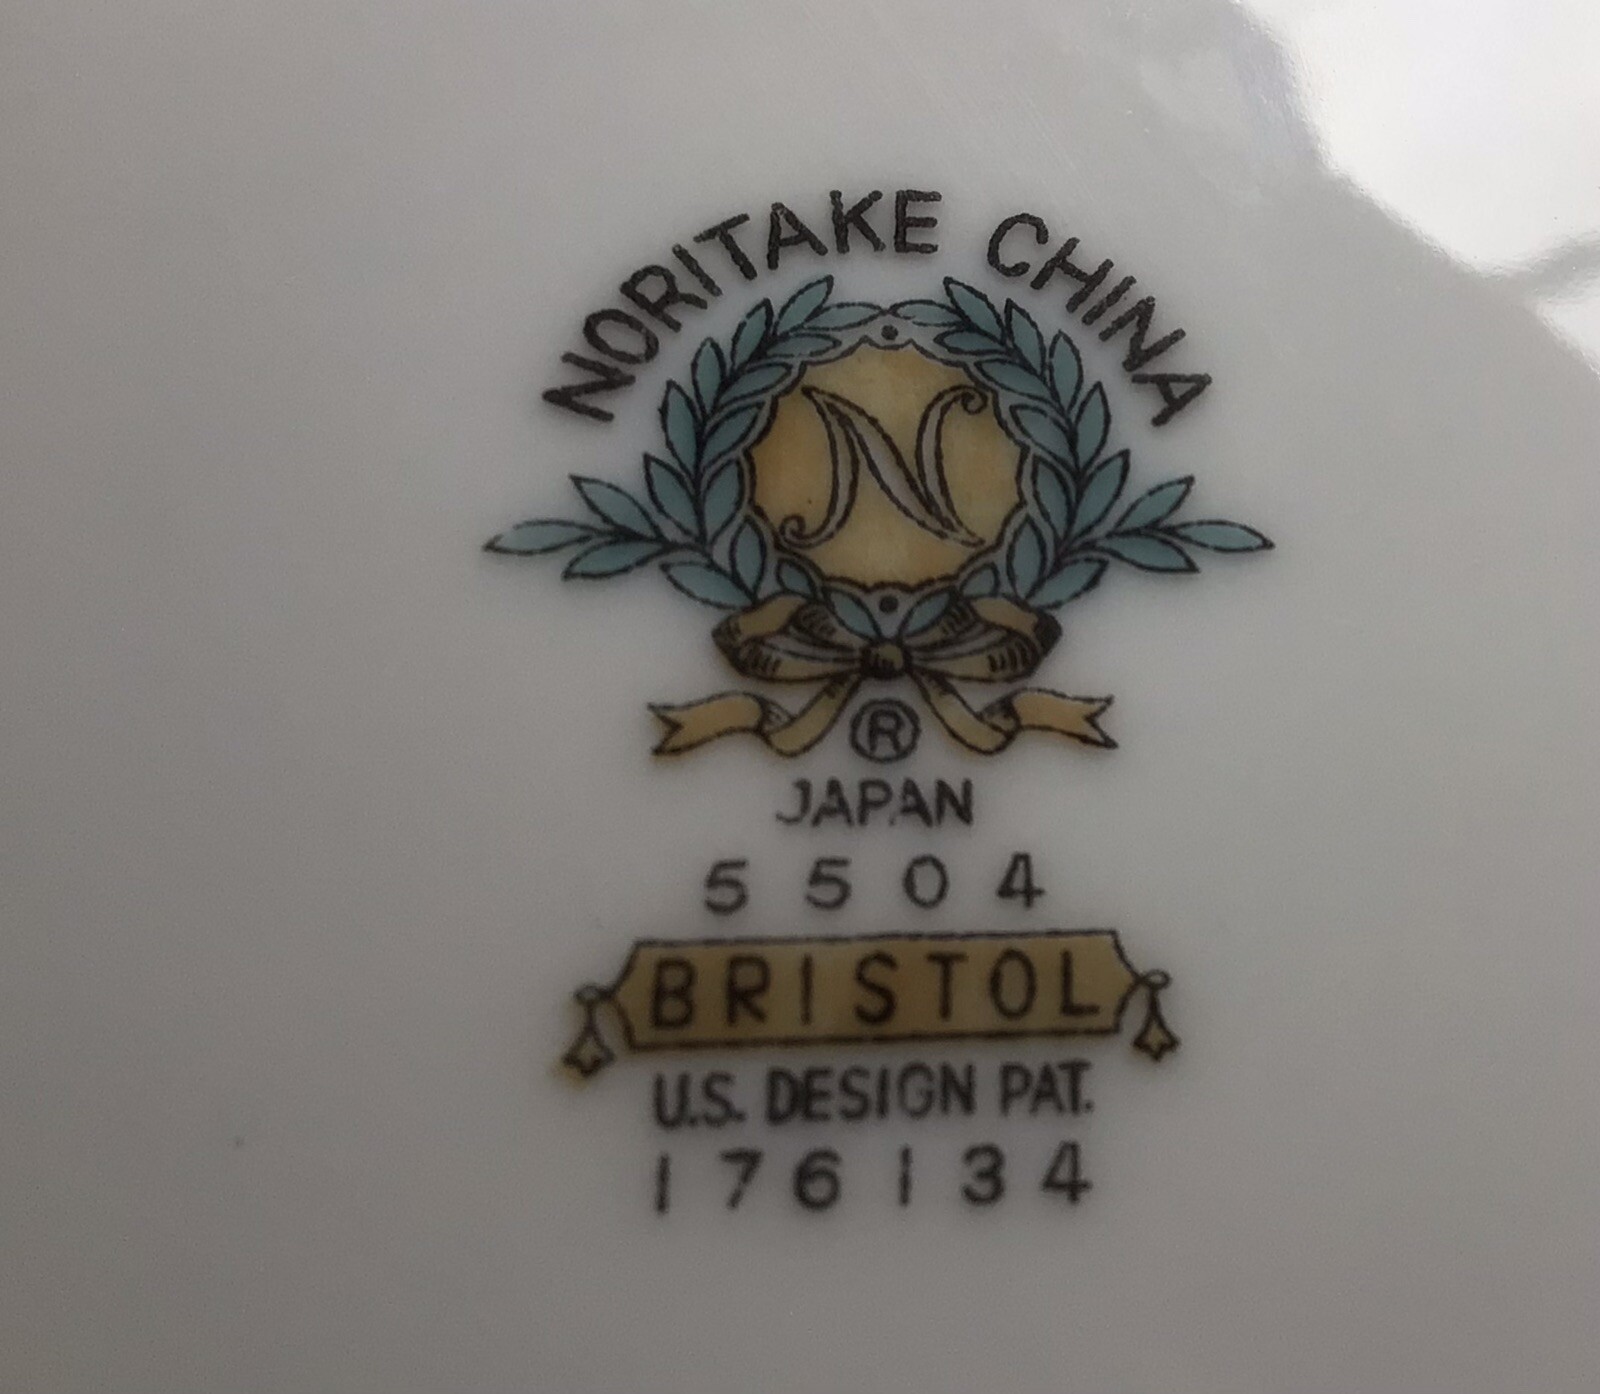 NORITAKE CHINA
N
®
JAPAN
5504
BRISTOL
U.S. DESIGN PAT.
176134